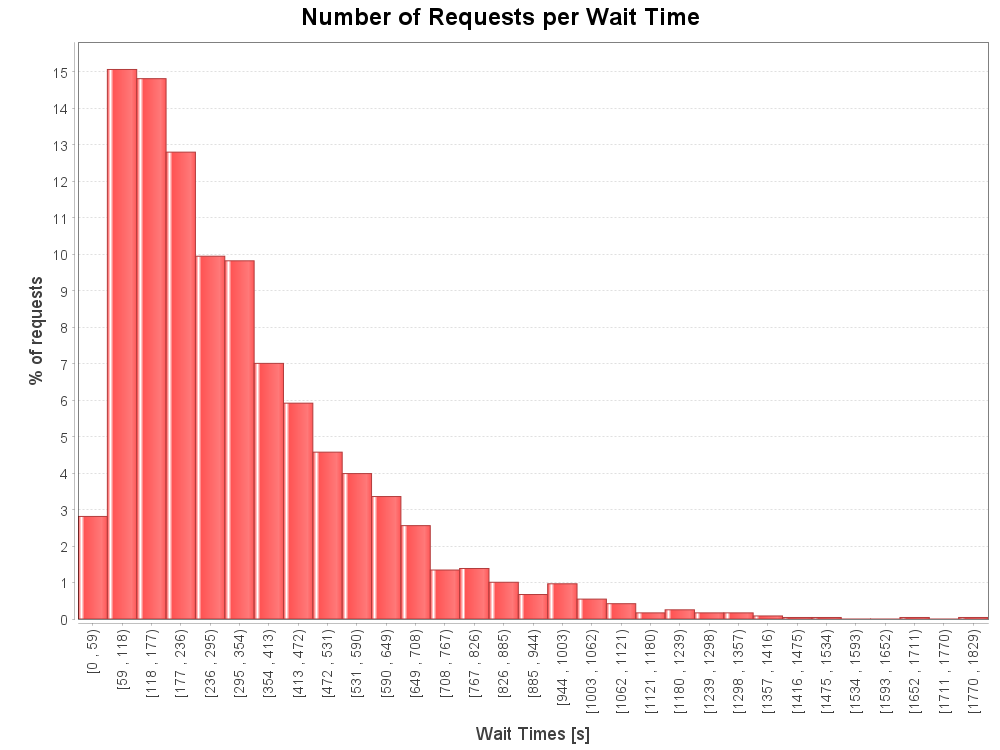 Number of Requests per Wait Time
% of requests
15
14
13
12
11
10
9
8
7
6
5
4
3
2
1
0
[0 , 59)
[59 , 118)
[118 , 177)
[177 , 236)
[236 , 295)
[295 , 354)
[354 , 413)
[413 , 472)
[472 , 531)
[531 , 590)
[590 , 649)
[649 , 708)
[708 , 767)
[767 , 826)
[826 , 885)
[885 , 944)
[944 , 1003)
[1003 , 1062)
[1062 , 1121)
[1121 , 1180)
[1180 , 1239)
[1239 , 1298)
[1298 , 1357)
[1357 , 1416)
[1416 , 1475)
[1475 , 1534)
[1534 , 1593)
[1593 , 1652)
[1652 , 1711)
[1711 , 1770)
[1770 , 1829)
Wait Times [s]